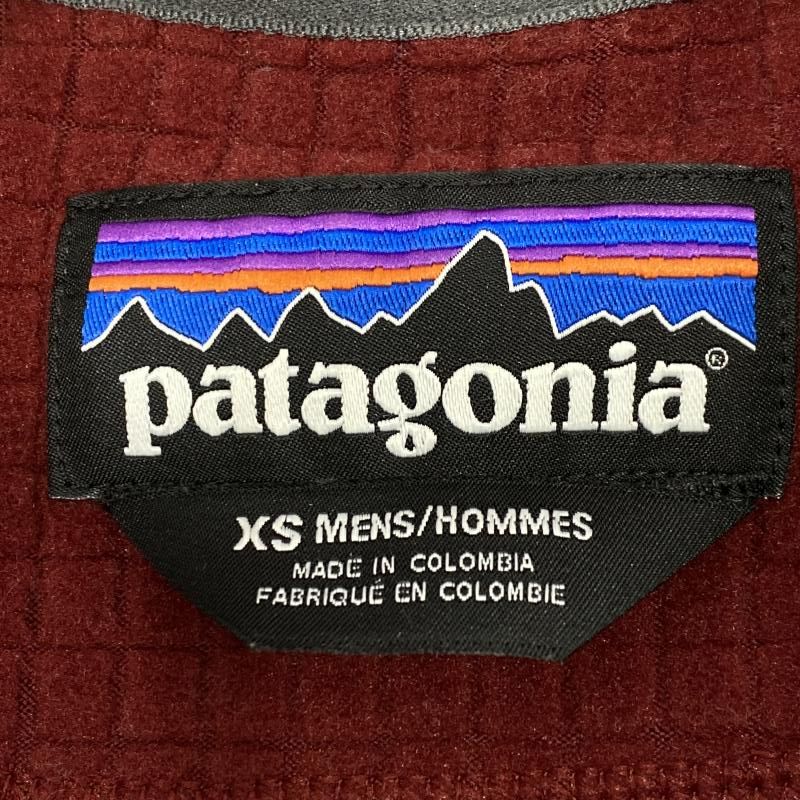 patagonia®
XS MENS/HOMMES
MADE IN COLOMBIA
FABRIQUÉ EN COLOMBIE